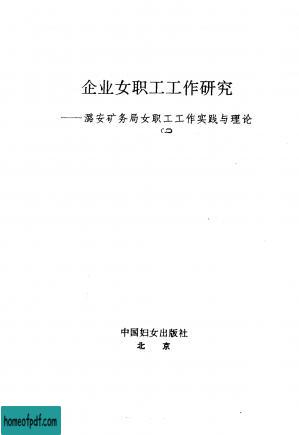 企业女职工工作研究
——潞安矿务局女职工工作实践与理论
中国妇女出版社
北 京
homeofpdf.com